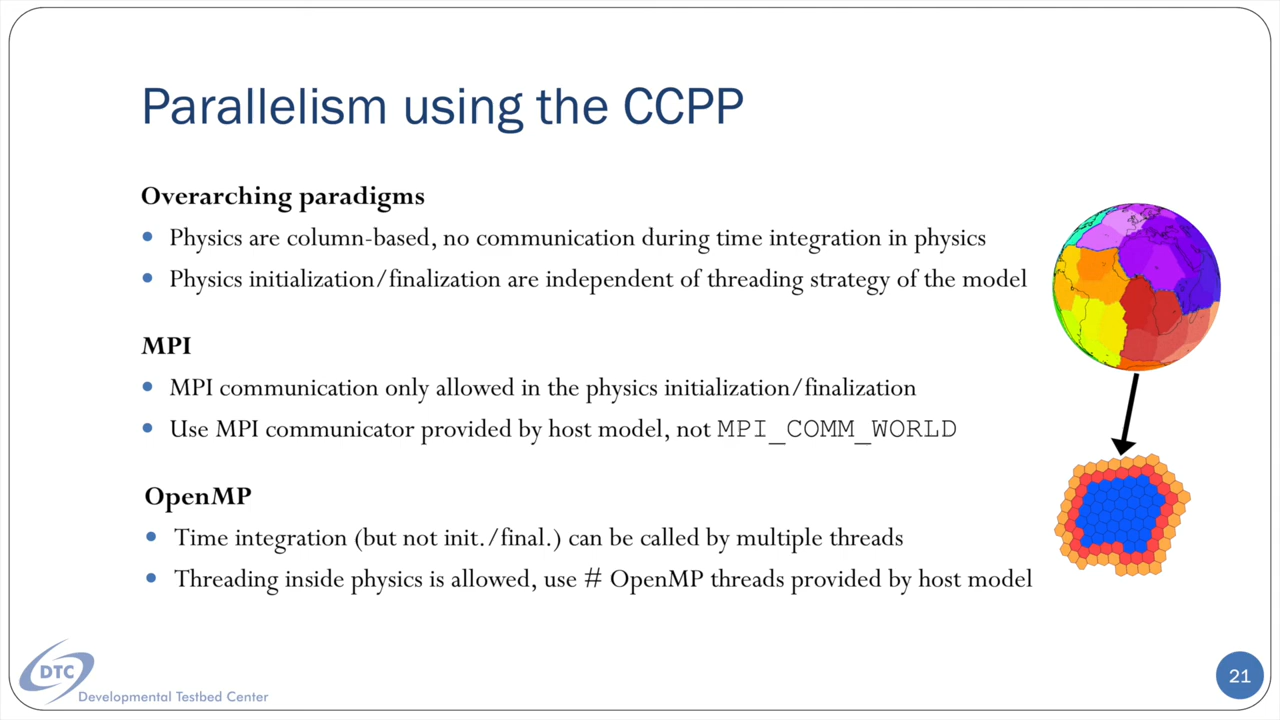 Parallelism using the CCPP
Overarching paradigms
• Physics are column-based, no communication during time integration in physics
• Physics initialization/finalization are independent of threading strategy of the model
MPI
• MPI communication only allowed in the physics initialization/finalization
• Use MPI communicator provided by host model, not MPI_COMM_WORLD
OpenMP
• Time integration (but not init./final.) can be called by multiple threads
• Threading inside physics is allowed, use # OpenMP threads provided by host model
DTC
Developmental Testbed Center
21